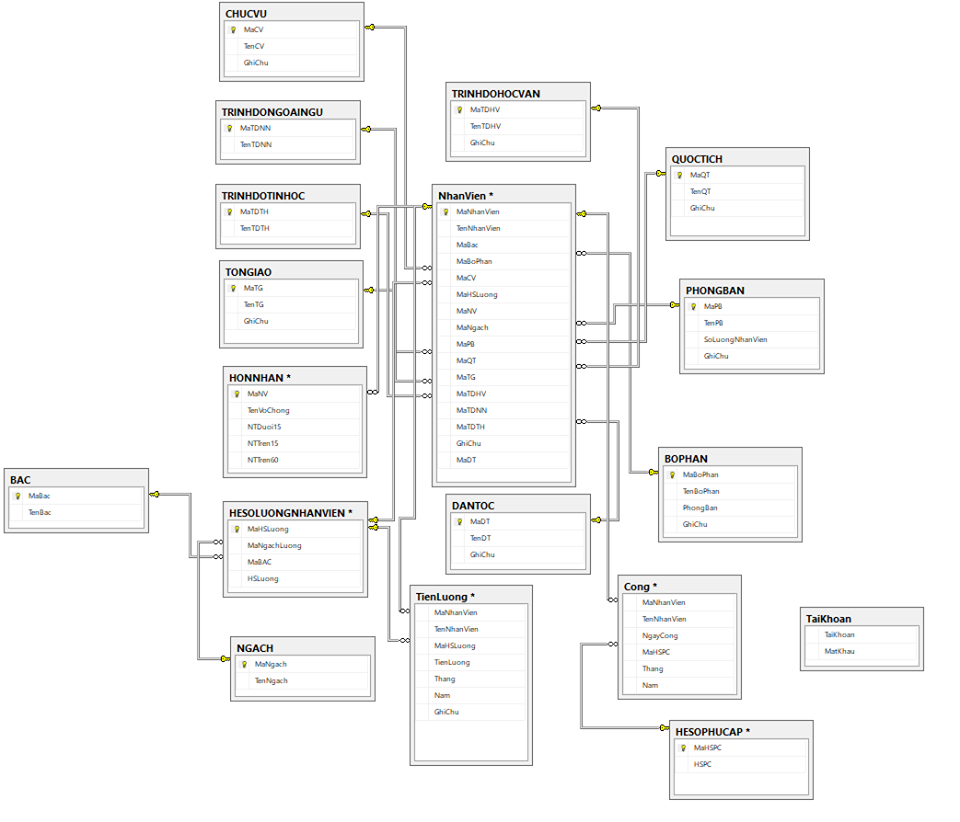 CHUCVU
MaCV
TenCV
GhiChu
TRINHDONGOAINGU
MaTDNN
TenTDNN
TRINHDOTINHOC
MaTDTH
TenTDTH
TONGIAO
MaTG
TenTG
GhiChu
HONNHAN *
MaNV
TenVoChong
NTDuoi15
NTTren15
NTTren60
BAC
MaBac
TenBac
HESOLUONGNHANVIEN *
MaHSLuong
MaNgachLuong
MaBAC
HSLuong
NGACH
MaNgach
TenNgach
TRINHDOHOCVAN
MaTDHV
TenTDHV
GhiChu
NhanVien *
MaNhanVien
TenNhanVien
MaBac
MaBoPhan
MaCV
MaHSLuong
MaNV
MaNgach
MaPB
MaQT
MaTG
MaTDHV
MaTDNN
MaTDTH
GhiChu
MaDT
DANTOC
MaDT
TenDT
GhiChu
TienLuong *
MaNhanVien
TenNhanVien
MaHSLuong
TienLuong
Thang
Nam
GhiChu
QUOCTICH
MaQT
TenQT
GhiChu
PHONGBAN
MaPB
TenPB
SoLuongNhanVien
GhiChu
BOPHAN
MaBoPhan
TenBoPhan
PhongBan
GhiChu
Cong *
MaNhanVien
TenNhanVien
NgayCong
MaHSPC
Thang
Nam
TaiKhoan
TaiKhoan
MatKhau
HESOPHUCAP *
MaHSPC
HSPC